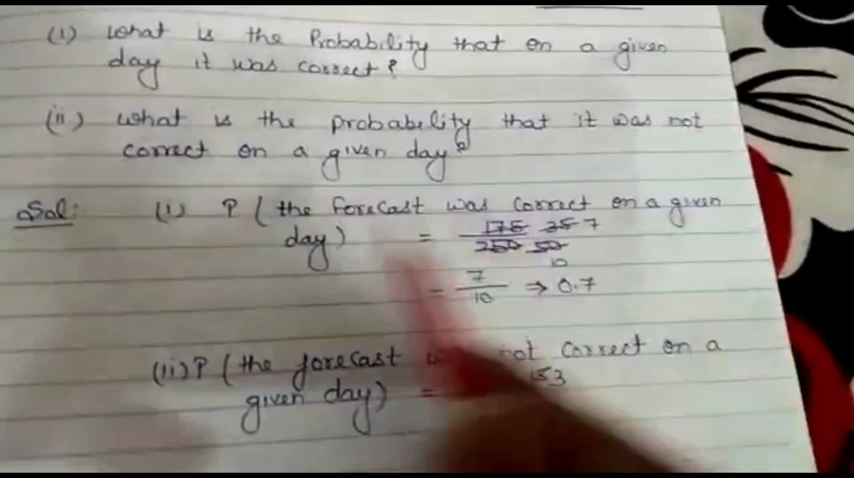 (i) What is the Probability that on a given
day it was correct?
(ii) What is the probability that it was not
correct on a given day?
Sol: (i) P (the forecast was correct on a given
day) = 175 35 7
250 50
10
= 7
10 ⇒ 0.7
(ii) P (the forecast not correct on a
given day) =